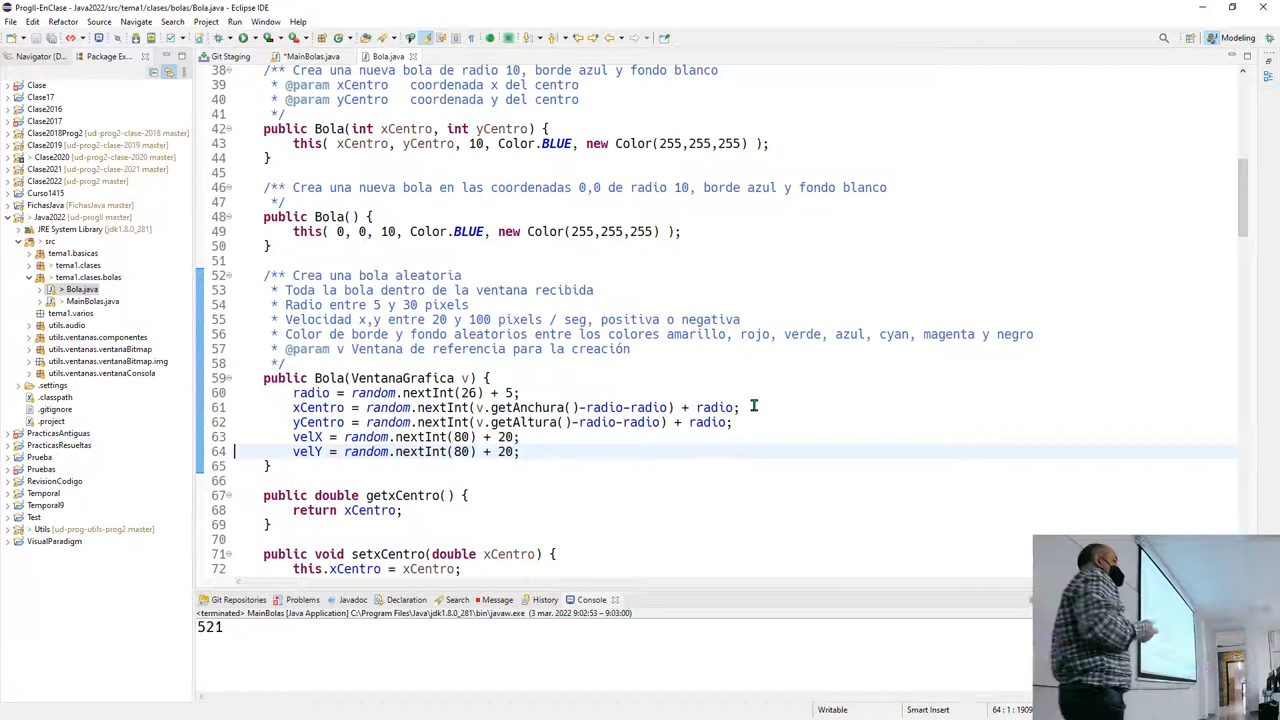 ProgII-EnClase - Java2022/src/tema1/clases/bolas/Bola.java - Eclipse IDE
File Edit Refactor Source Navigate Search Project Run Window Help
Modeling
Navigator (D... Package Ex... Git Staging *MainBolas.java Bola.java
Clase
Clase17
Clase2016
Clase2017
Clase2018Prog2 [ud-prog2-clase-2018 master]
Clase2019 [ud-prog2-clase-2019 master]
> Clase2020 [ud-prog2-clase-2020 master]
Clase2021 [ud-prog2-clase-2021 master]
Clase2022 [ud-prog2 master]
Curso1415
FichasJava [FichasJava master]
> Java2022 [ud-progII master]
JRE System Library [jdk1.8.0_281]
> src
tema1.basicas
> tema1.clases
> tema1.clases.bolas
> Bola.java
> MainBolas.java
tema1.varios
utils.audio
utils.ventanas.componentes
utils.ventanas.ventanaBitmap
utils.ventanas.ventanaBitmap.img
utils.ventanas.ventanaConsola
.settings
.classpath
.gitignore
.project
PracticasAntiguas
PracticasResueltas
Prueba
Pruebas
RevisionCodigo
Temporal
Temporal9
Test
> Utils [ud-prog-utils-prog2 master]
VisualParadigm
38 /** Crea una nueva bola de radio 10, borde azul y fondo blanco
39 * @param xCentro coordenada x del centro
40 * @param yCentro coordenada y del centro
41 */
42 public Bola(int xCentro, int yCentro) {
43 this( xCentro, yCentro, 10, Color.BLUE, new Color(255,255,255) );
44 }
45
46 /** Crea una nueva bola en las coordenadas 0,0 de radio 10, borde azul y fondo blanco
47 */
48 public Bola() {
49 this( 0, 0, 10, Color.BLUE, new Color(255,255,255) );
50 }
51
52 /** Crea una bola aleatoria
53 * Toda la bola dentro de la ventana recibida
54 * Radio entre 5 y 30 pixels
55 * Velocidad x,y entre 20 y 100 pixels / seg, positiva o negativa
56 * Color de borde y fondo aleatorios entre los colores amarillo, rojo, verde, azul, cyan, magenta y negro
57 * @param v Ventana de referencia para la creación
58 */
59 public Bola(VentanaGrafica v) {
60 radio = random.nextInt(26) + 5;
61 xCentro = random.nextInt(v.getAnchura()-radio-radio) + radio;
62 yCentro = random.nextInt(v.getAltura()-radio-radio) + radio;
63 velX = random.nextInt(80) + 20;
64 velY = random.nextInt(80) + 20;
65 }
66
67 public double getxCentro() {
68 return xCentro;
69 }
70
71 public void setxCentro(double xCentro) {
72 this.xCentro = xCentro;
Git Repositories Problems Javadoc Declaration Search Message History Console
<terminated> MainBolas [Java Application] C:\Program Files\Java\jdk1.8.0_281\bin\javaw.exe (3 mar. 2022 9:02:53 – 9:03:00)
521
Writable Smart Insert 64 : 1 : 1909